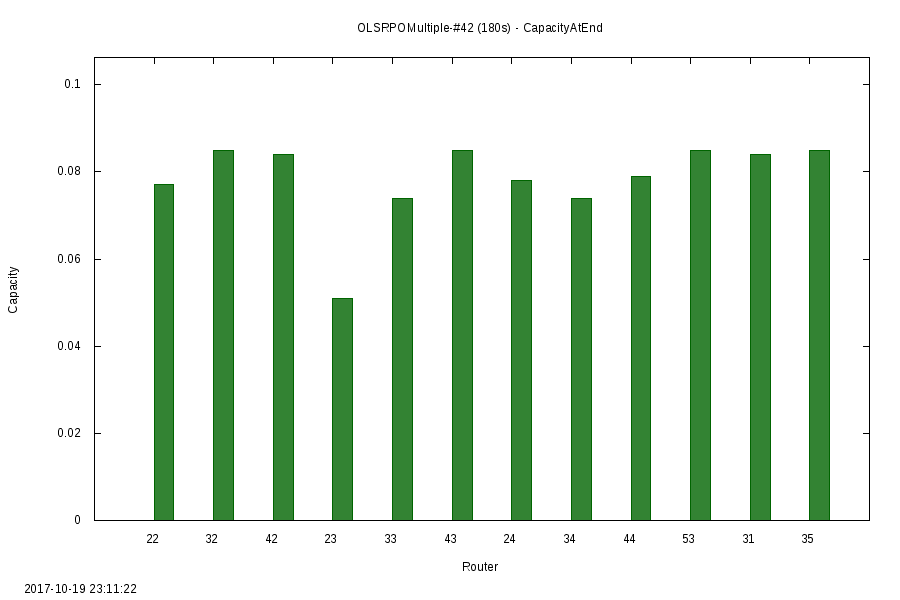 OLSRPOMultiple-#42 (180s) - CapacityAtEnd
0.1
0.08
0.06
0.04
0.02
0
Capacity
22 32 42 23 33 43 24 34 44 53 31 35
Router
2017-10-19 23:11:22